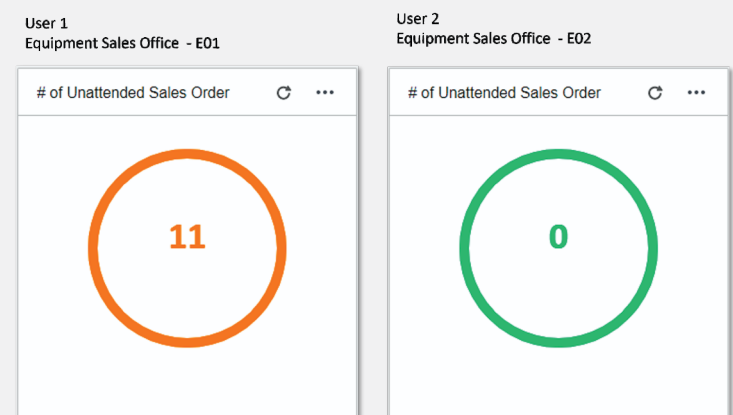 User 1
Equipment Sales Office - E01
# of Unattended Sales Order
11
User 2
Equipment Sales Office - E02
# of Unattended Sales Order
0